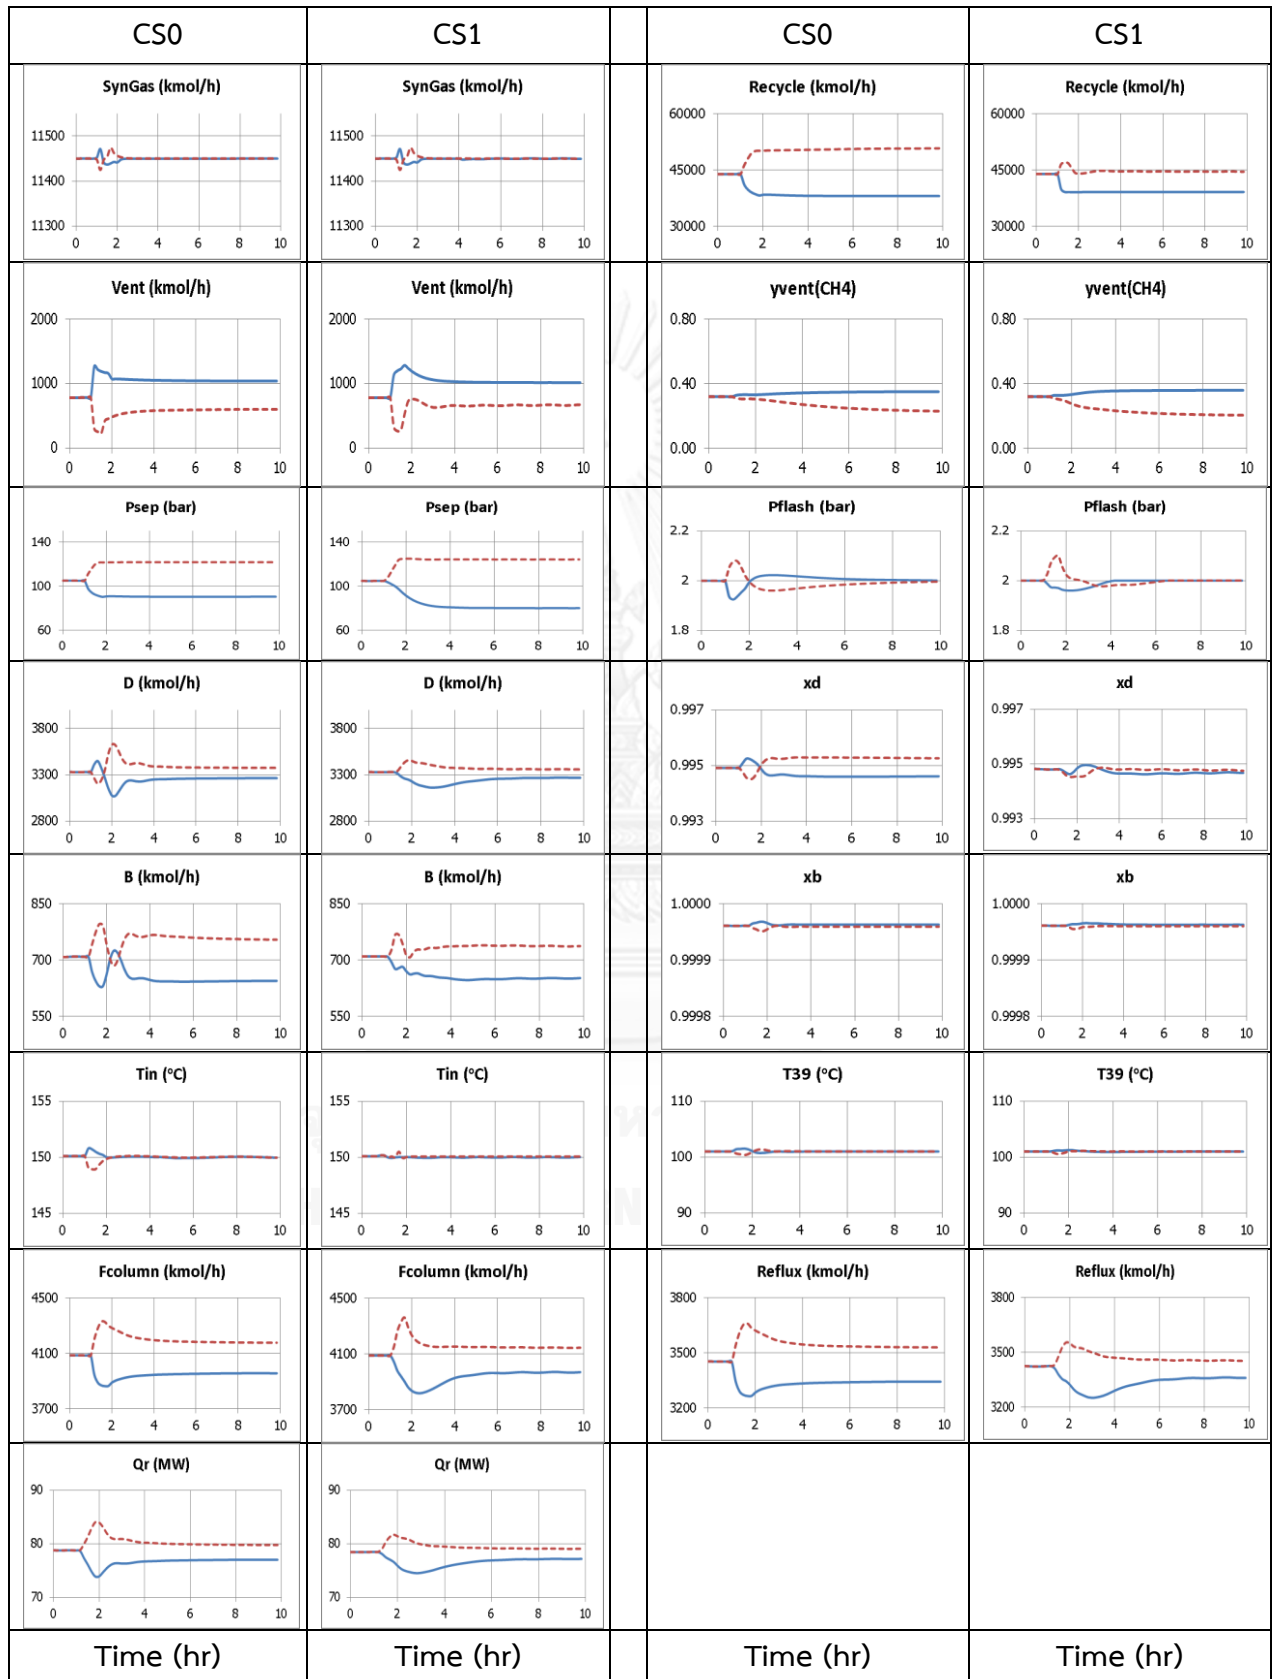 CS0 CS1 CS0 CS1
SynGas (kmol/h) SynGas (kmol/h) Recycle (kmol/h) Recycle (kmol/h)
11500 11500 60000 60000
11400 11400 45000 45000
11300 11300 30000 30000
0 2 4 6 8 10 0 2 4 6 8 10 0 2 4 6 8 10 0 2 4 6 8 10
Vent (kmol/h) Vent (kmol/h) yvent(CH4) yvent(CH4)
2000 2000 0.80 0.80
1000 1000 0.40 0.40
0 0 0.00 0.00
0 2 4 6 8 10 0 2 4 6 8 10 0 2 4 6 8 10 0 2 4 6 8 10
Psep (bar) Psep (bar) Pflash (bar) Pflash (bar)
140 140 2.2 2.2
100 100 2 2
60 60 1.8 1.8
0 2 4 6 8 10 0 2 4 6 8 10 0 2 4 6 8 10 0 2 4 6 8 10
D (kmol/h) D (kmol/h) xd xd
3800 3800 0.997 0.997
3300 3300 0.995 0.995
2800 2800 0.993 0.993
0 2 4 6 8 10 0 2 4 6 8 10 0 2 4 6 8 10 0 2 4 6 8 10
B (kmol/h) B (kmol/h) xb xb
850 850 1.0000 1.0000
700 700 0.9999 0.9999
550 550 0.9998 0.9998
0 2 4 6 8 10 0 2 4 6 8 10 0 2 4 6 8 10 0 2 4 6 8 10
Tin (°C) Tin (°C) T39 (°C) T39 (°C)
155 155 110 110
150 150 100 100
145 145 90 90
0 2 4 6 8 10 0 2 4 6 8 10 0 2 4 6 8 10 0 2 4 6 8 10
Fcolumn (kmol/h) Fcolumn (kmol/h) Reflux (kmol/h) Reflux (kmol/h)
4500 4500 3800 3800
4100 4100 3500 3500
3700 3700 3200 3200
0 2 4 6 8 10 0 2 4 6 8 10 0 2 4 6 8 10 0 2 4 6 8 10
Qr (MW) Qr (MW)
90 90
80 80
70 70
0 2 4 6 8 10 0 2 4 6 8 10
Time (hr) Time (hr) Time (hr) Time (hr)